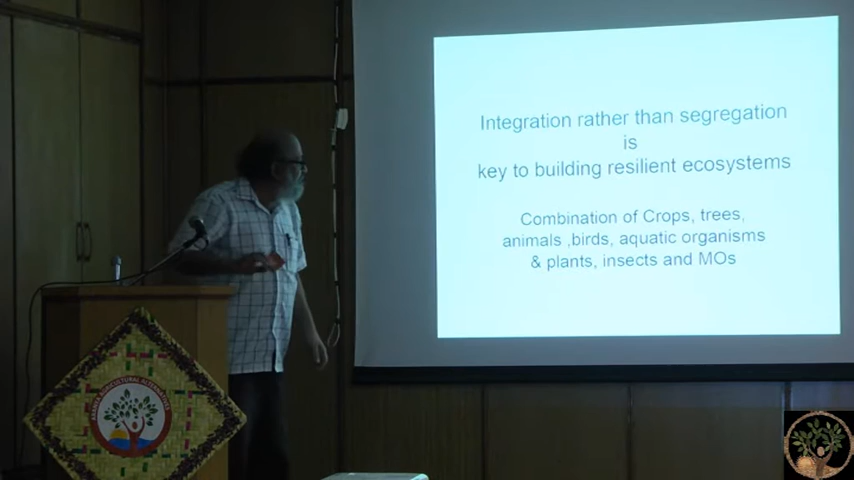 Integration rather than segregation
is
key to building resilient ecosystems
Combination of Crops, trees,
animals ,birds, aquatic organisms
& plants, insects and MOs